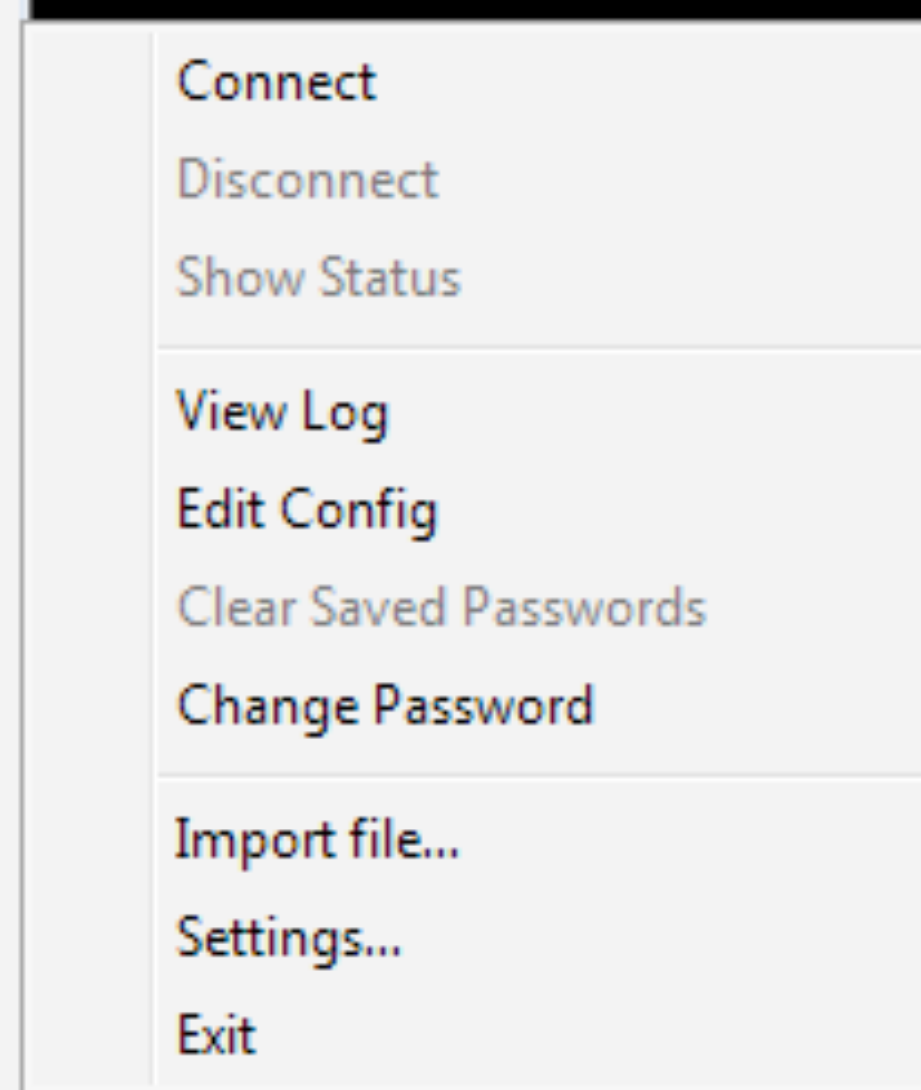 Connect
Disconnect
Show Status
View Log
Edit Config
Clear Saved Passwords
Change Password
Import file...
Settings...
Exit